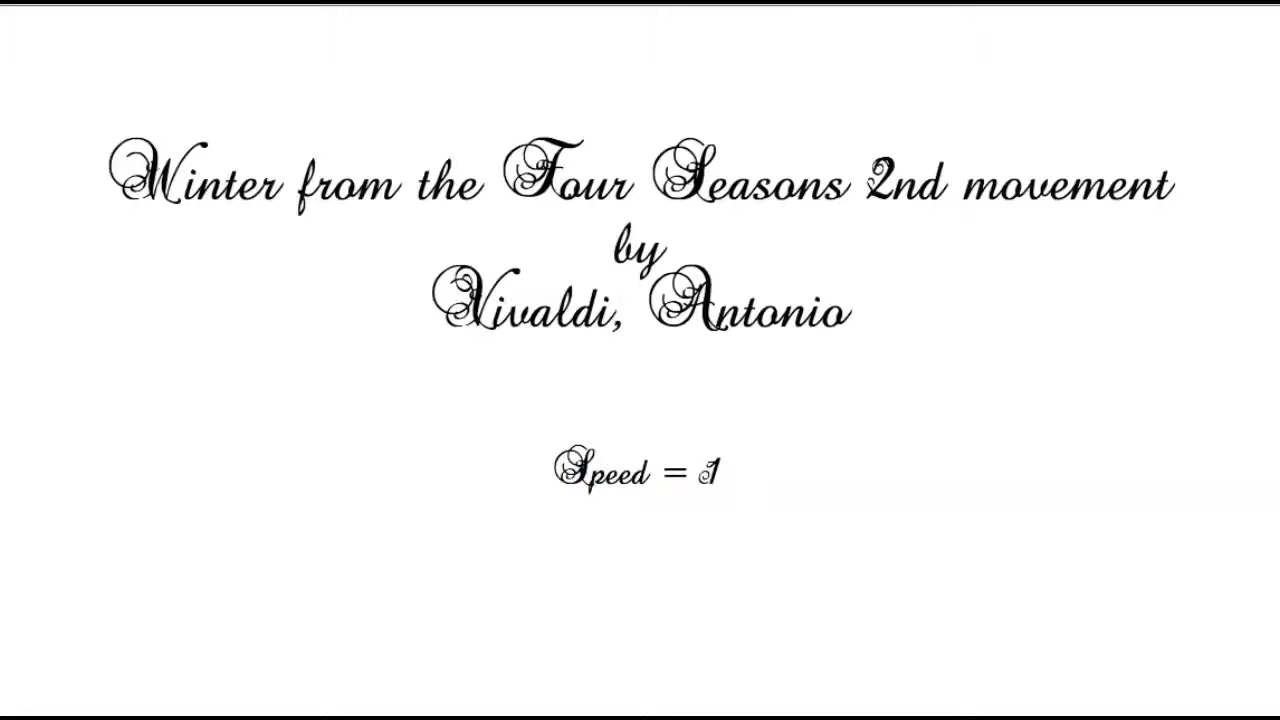 Winter from the Four Seasons 2nd movement
by
Vivaldi, Antonio
Speed = 1